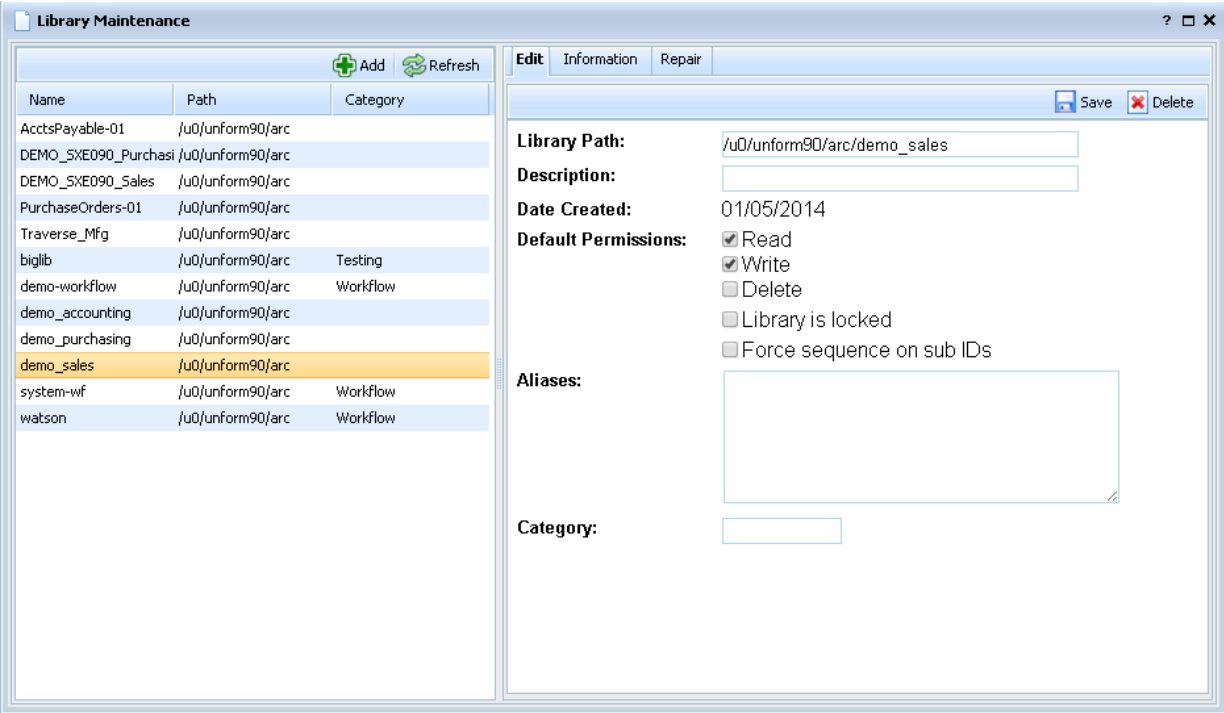 Library Maintenance ?
Add Refresh
Name Path Category
AcctsPayable-01 /u0/unform90/arc
DEMO_SXE090_Purchasi /u0/unform90/arc
DEMO_SXE090_Sales /u0/unform90/arc
PurchaseOrders-01 /u0/unform90/arc
Traverse_Mfg /u0/unform90/arc
biglib /u0/unform90/arc Testing
demo-workflow /u0/unform90/arc Workflow
demo_accounting /u0/unform90/arc
demo_purchasing /u0/unform90/arc
demo_sales /u0/unform90/arc
system-wf /u0/unform90/arc Workflow
watson /u0/unform90/arc Workflow
Edit Information Repair
Save Delete
Library Path: /u0/unform90/arc/demo_sales
Description:
Date Created: 01/05/2014
Default Permissions: Read
Write
Delete
Library is locked
Force sequence on sub IDs
Aliases:
Category: